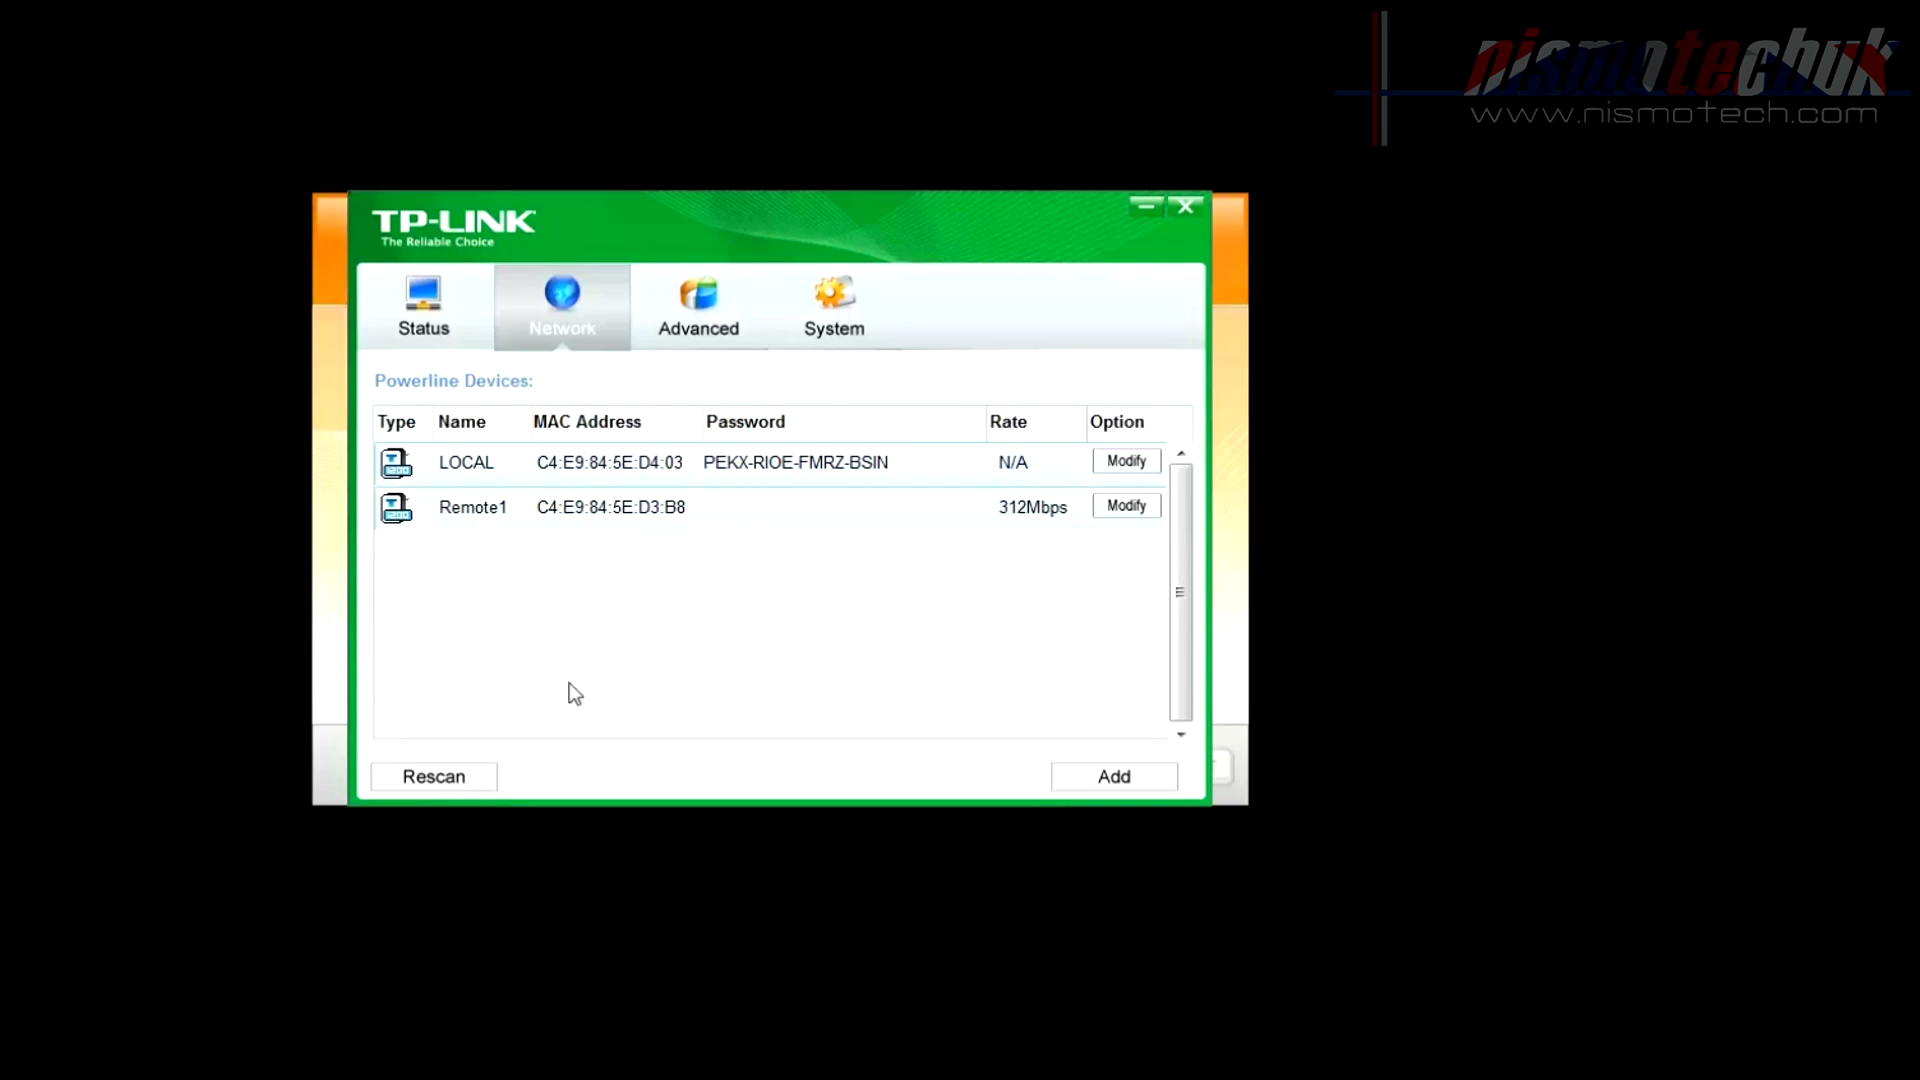 nismotechuk
www.nismotech.com
TP-LINK
The Reliable Choice
Status Network Advanced System
Powerline Devices:
Type Name MAC Address Password Rate Option
LOCAL C4:E9:84:5E:D4:03 PEKX-RIOE-FMRZ-BSIN N/A Modify
Remote1 C4:E9:84:5E:D3:B8 312Mbps Modify
Rescan Add